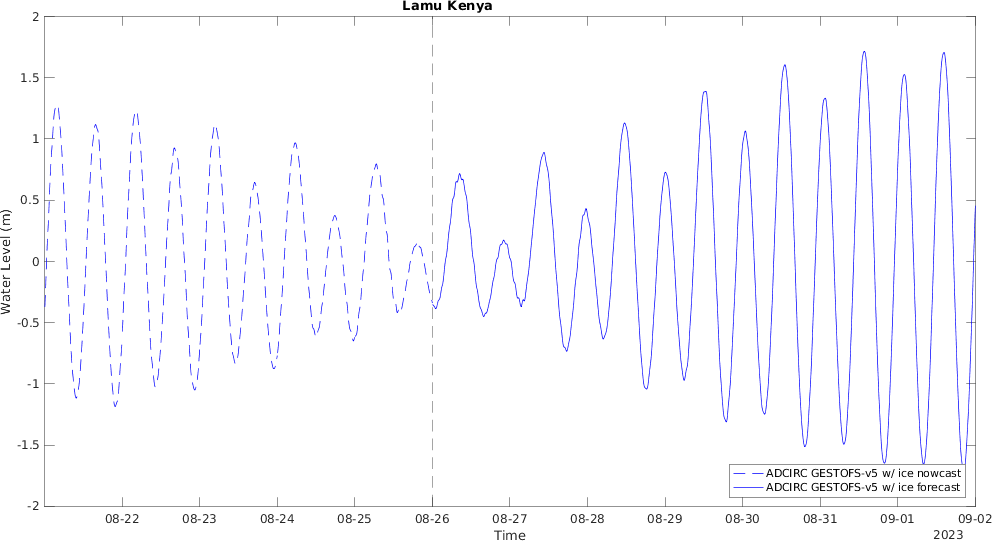 Lamu Kenya
2
1.5
1
0.5
0
-0.5
-1
-1.5
-2
Water Level (m)
ADCIRC GESTOFS-v5 w/ ice nowcast
ADCIRC GESTOFS-v5 w/ ice forecast
08-22 08-23 08-24 08-25 08-26 08-27 08-28 08-29 08-30 08-31 09-01 09-02
Time
2023